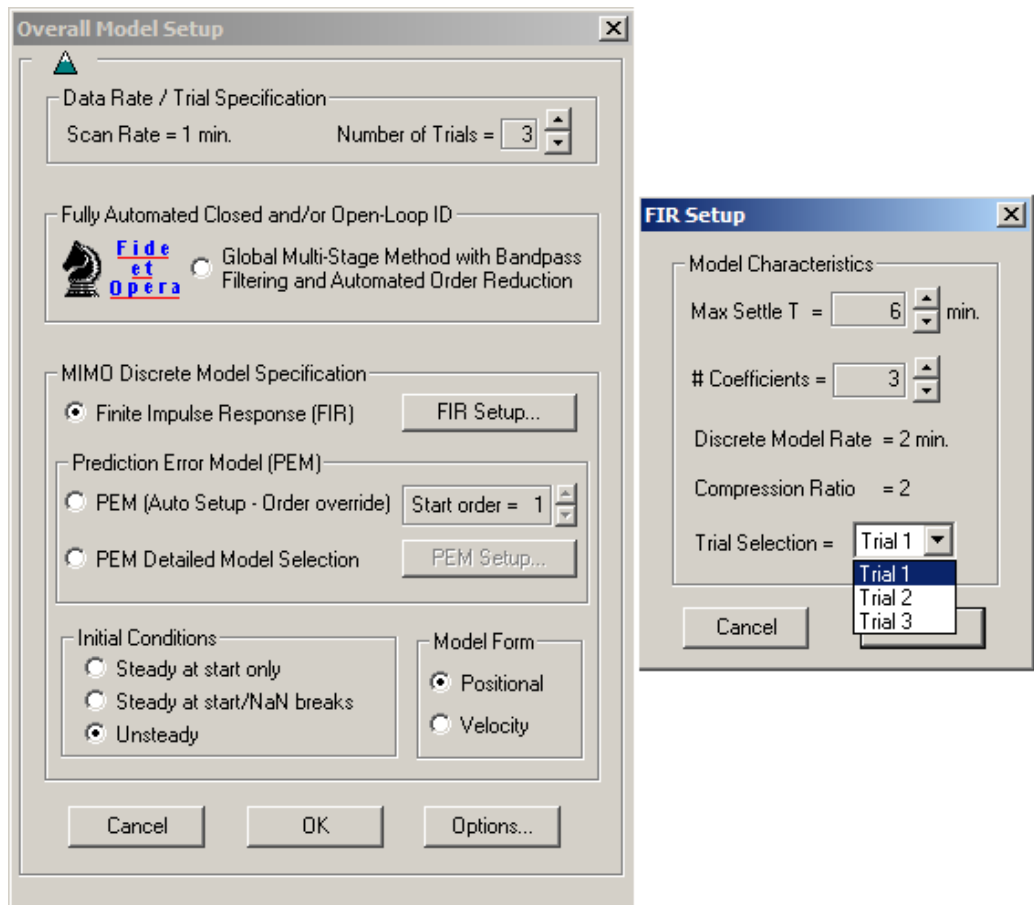 Overall Model Setup
Data Rate / Trial Specification
Scan Rate = 1 min.
Number of Trials = 3
Fully Automated Closed and/or Open-Loop ID
Fide
et
Opera
Global Multi-Stage Method with Bandpass
Filtering and Automated Order Reduction
MIMO Discrete Model Specification
Finite Impulse Response (FIR)
FIR Setup...
Prediction Error Model (PEM)
PEM (Auto Setup - Order override)
Start order = 1
PEM Detailed Model Selection
PEM Setup...
Initial Conditions
Steady at start only
Steady at start/NaN breaks
Unsteady
Model Form
Positional
Velocity
Cancel
OK
Options...
FIR Setup
Model Characteristics
Max Settle T = 6 min.
# Coefficients = 3
Discrete Model Rate = 2 min.
Compression Ratio = 2
Trial Selection = Trial 1
Trial 1
Trial 2
Trial 3
Cancel